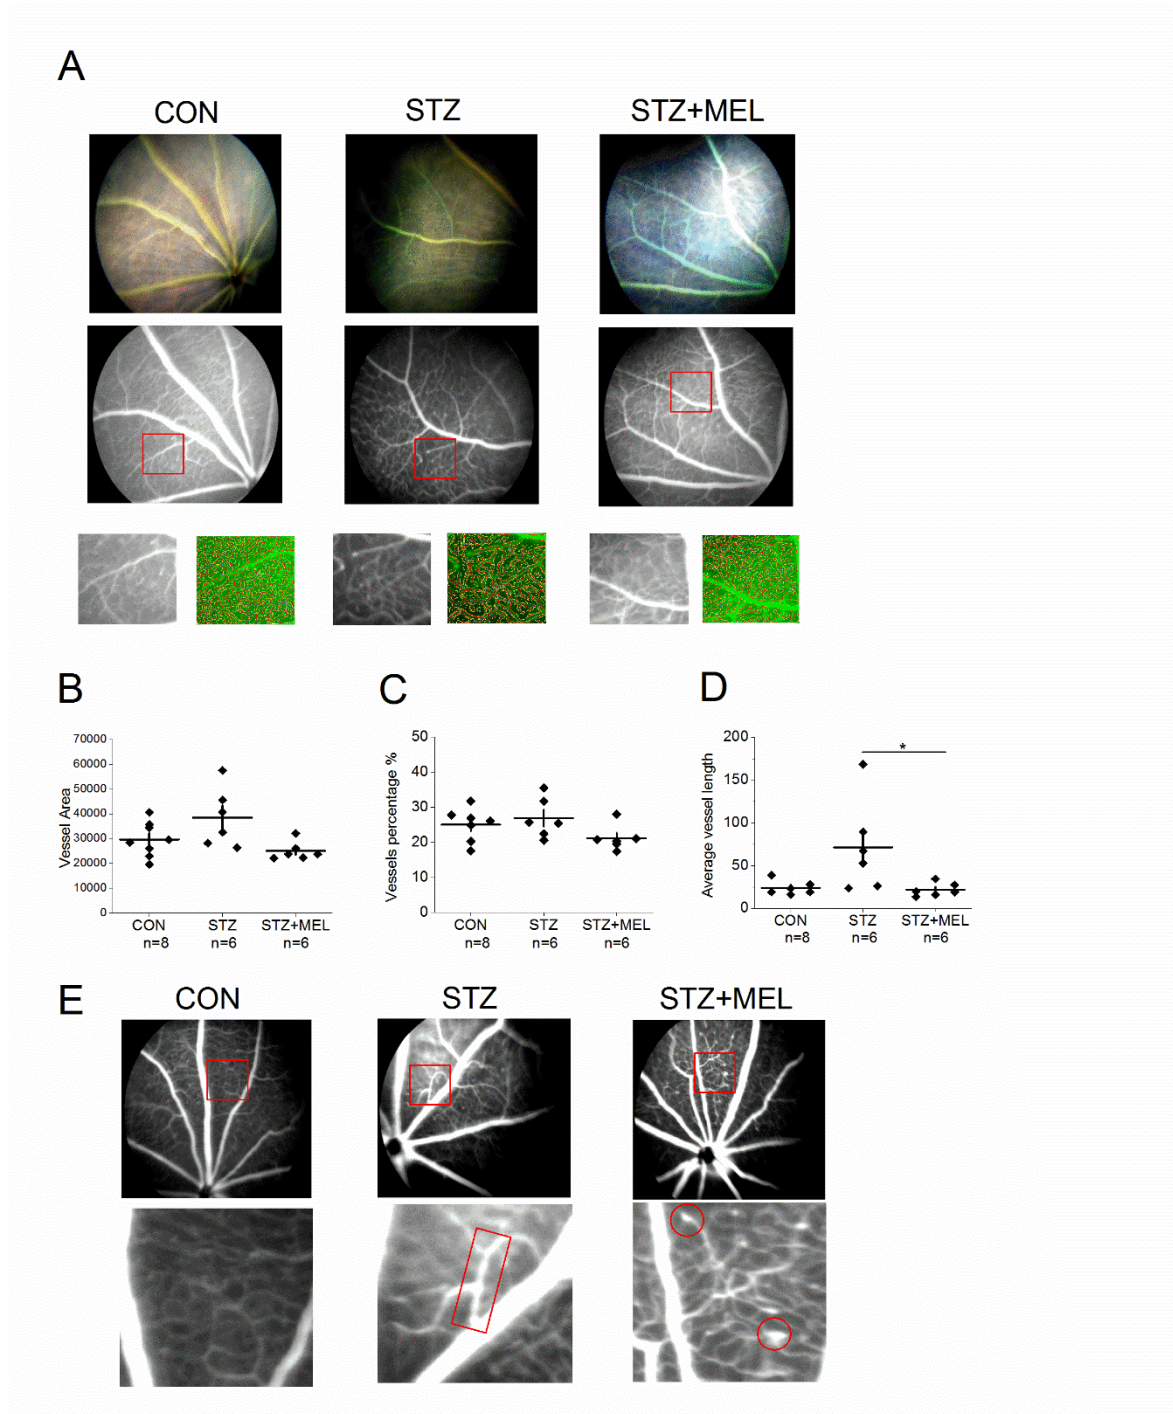 A
CON STZ STZ+MEL
B C D
70000
60000
50000
40000
30000
20000
10000
0
Vessel Area
CON STZ STZ+MEL
n=8 n=6 n=6
50
40
30
20
10
0
Vessels percentage %
CON STZ STZ+MEL
n=8 n=6 n=6
200
150
100
50
0
Average vessel length
*
CON STZ STZ+MEL
n=8 n=6 n=6
E
CON STZ STZ+MEL